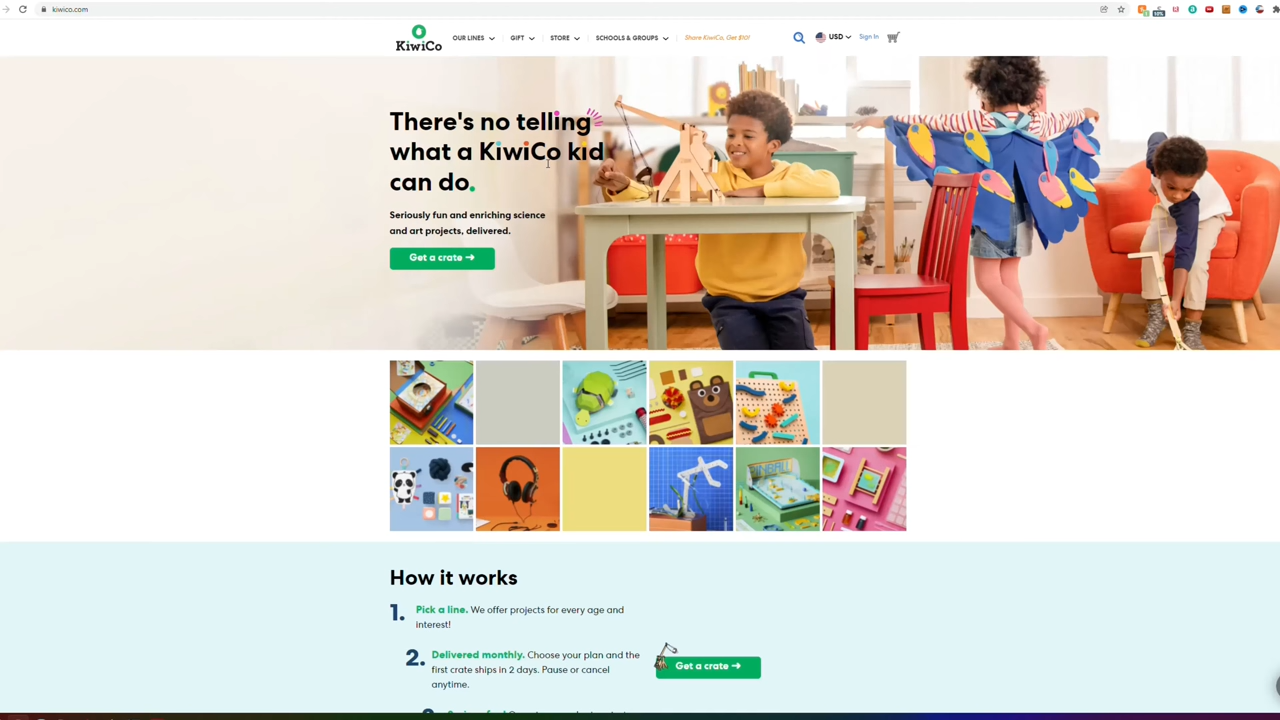 kiwico.com
KiwiCo
OUR LINES
GIFT
STORE
SCHOOLS & GROUPS
Share KiwiCo, Get $10!
USD
Sign In
There's no telling
what a KiwiCo kid
can do.
Seriously fun and enriching science
and art projects, delivered.
Get a crate →
How it works
1. Pick a line. We offer projects for every age and
interest!
2. Delivered monthly. Choose your plan and the
first crate ships in 2 days. Pause or cancel
anytime.
Get a crate →